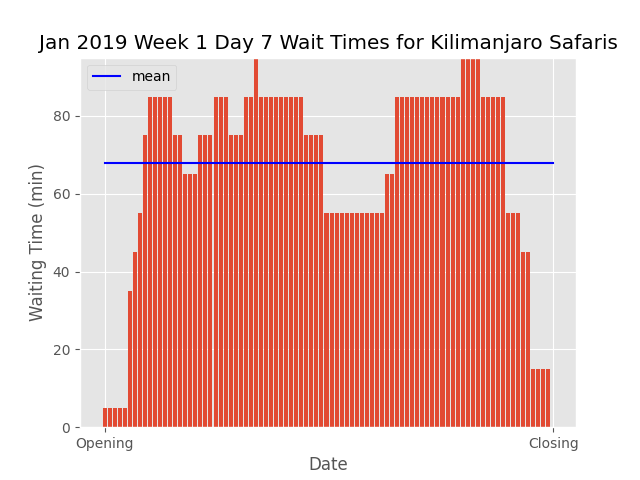 Jan 2019 Week 1 Day 7 Wait Times for Kilimanjaro Safaris
mean
80
60
40
20
0
Waiting Time (min)
Opening
Closing
Date